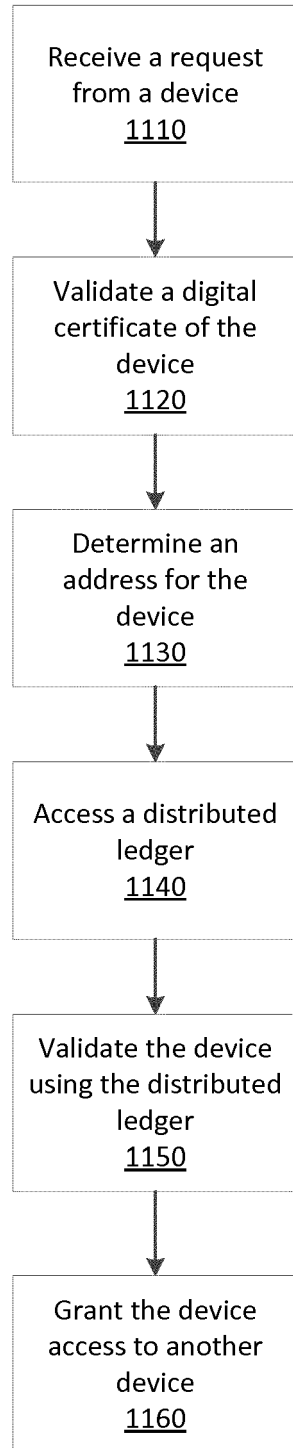 Receive a request
from a device
1110
Validate a digital
certificate of the
device
1120
Determine an
address for the
device
1130
Access a distributed
ledger
1140
Validate the device
using the distributed
ledger
1150
Grant the device
access to another
device
1160